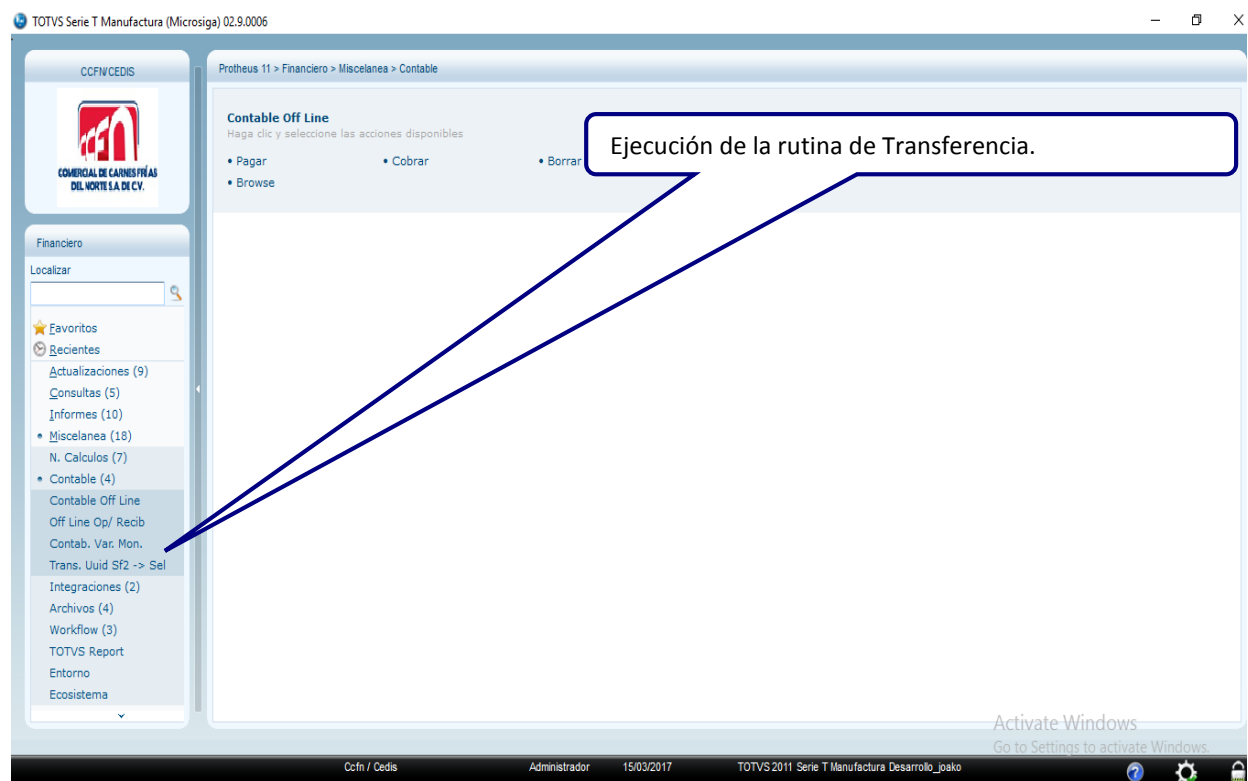 TOTVS Serie T Manufactura (Microsiga) 02.9.0006
CCFN/CEDIS
COMERCIAL DE CARNES FRÍAS
DEL NORTE S.A DE C.V.
Protheus 11 > Financiero > Miscelanea > Contable
Contable Off Line
Haga clic y seleccione las acciones disponibles
• Pagar • Cobrar • Borrar
• Browse
Ejecución de la rutina de Transferencia.
Financiero
Localizar
Favoritos
Recientes
Actualizaciones (9)
Consultas (5)
Informes (10)
• Miscelanea (18)
N. Calculos (7)
• Contable (4)
Contable Off Line
Off Line Op/ Recib
Contab. Var. Mon.
Trans. Uuid Sf2 -> Sel
Integraciones (2)
Archivos (4)
Workflow (3)
TOTVS Report
Entorno
Ecosistema
Activate Windows
Go to Settings to activate Windows.
Ccfn / Cedis Administrador 15/03/2017 TOTVS 2011 Serie T Manufactura Desarrollo_joako